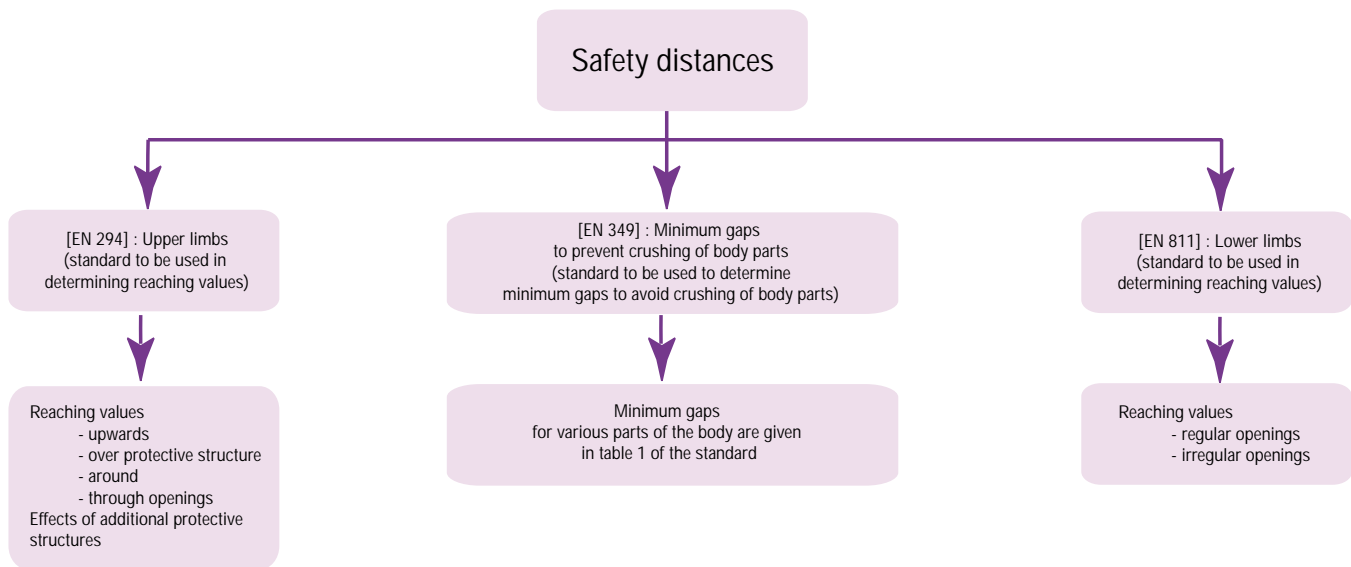 Safety distances
[EN 294] : Upper limbs
(standard to be used in
determining reaching values)
[EN 349] : Minimum gaps
to prevent crushing of body parts
(standard to be used to determine
minimum gaps to avoid crushing of body parts)
[EN 811] : Lower limbs
(standard to be used in
determining reaching values)
Reaching values
- upwards
- over protective structure
- around
- through openings
Effects of additional protective
structures
Minimum gaps
for various parts of the body are given
in table 1 of the standard
Reaching values
- regular openings
- irregular openings